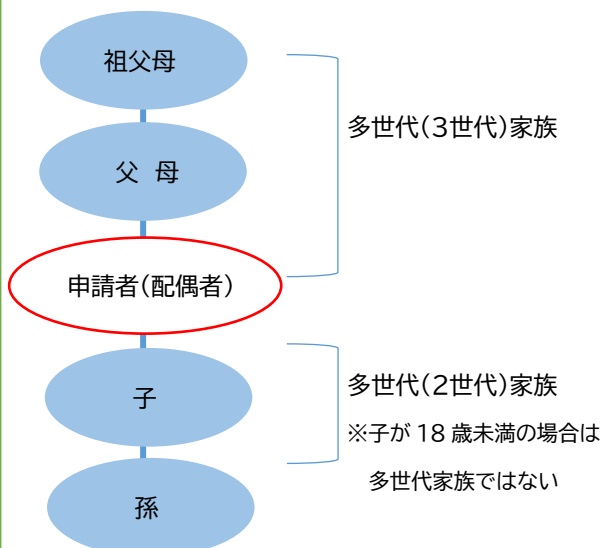 祖父母
多世代(3世代)家族
父 母
申請者(配偶者)
子
多世代(2世代)家族
※子が 18 歳未満の場合は
多世代家族ではない
孫